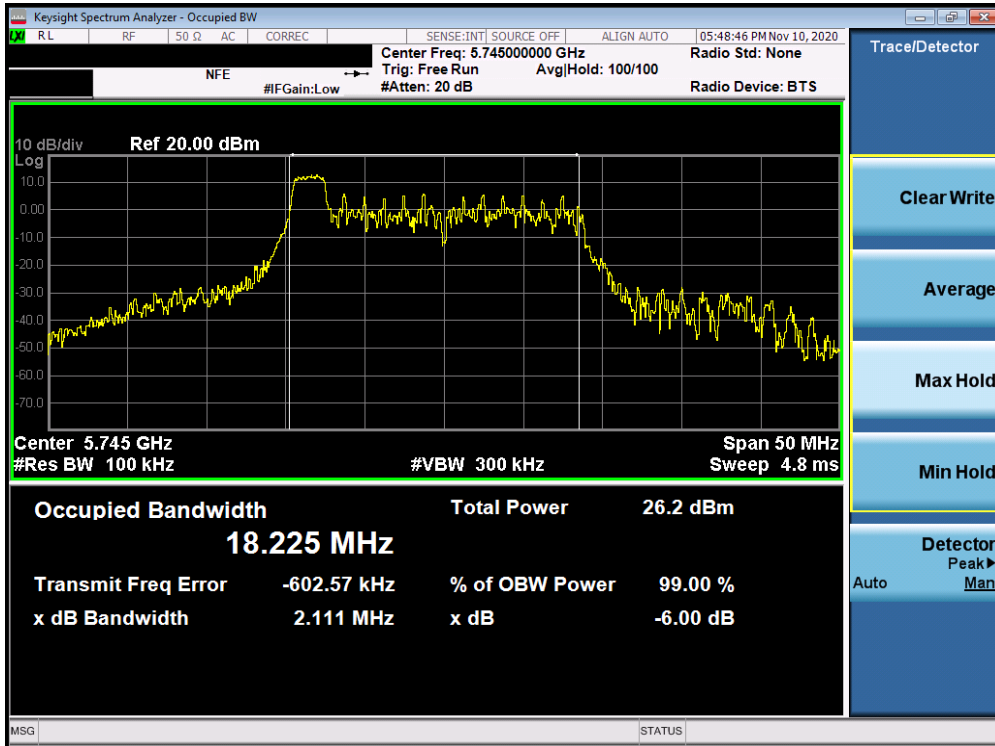 Keysight Spectrum Analyzer - Occupied BW
LXI RL RF 50 Ω AC CORREC SENSE:INT SOURCE OFF ALIGN AUTO 05:48:46 PM Nov 10, 2020
Center Freq: 5.745000000 GHz Radio Std: None
NFE Trig: Free Run Avg|Hold: 100/100
#IFGain:Low #Atten: 20 dB Radio Device: BTS
10 dB/div Ref 20.00 dBm
Log
10.0
0.00
-10.0
-20.0
-30.0
-40.0
-50.0
-60.0
-70.0
Center 5.745 GHz Span 50 MHz
#Res BW 100 kHz #VBW 300 kHz Sweep 4.8 ms
Occupied Bandwidth Total Power 26.2 dBm
18.225 MHz
Transmit Freq Error -602.57 kHz % of OBW Power 99.00 %
x dB Bandwidth 2.111 MHz x dB -6.00 dB
MSG STATUS
Trace/Detector
Clear Write
Average
Max Hold
Min Hold
Detector
Peak▶
Auto Man